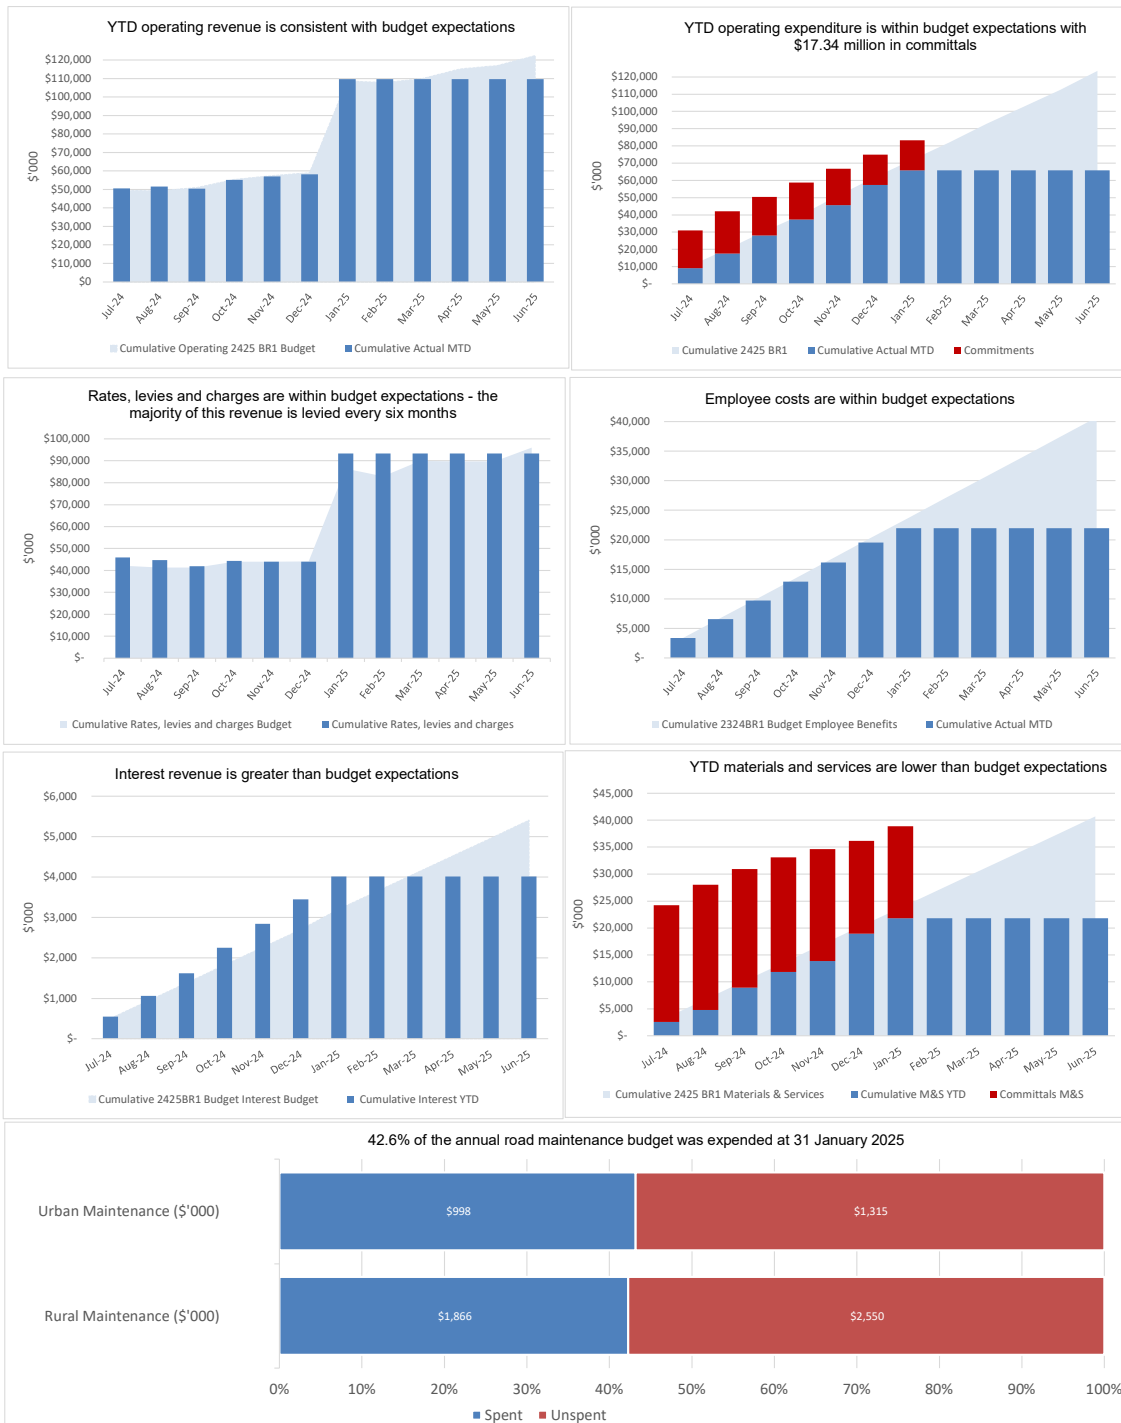 YTD operating revenue is consistent with budget expectations
$120,000
$110,000
$100,000
$90,000
$80,000
$70,000
$60,000
$50,000
$40,000
$30,000
$20,000
$10,000
$0
$'000
Jul-24
Aug-24
Sep-24
Oct-24
Nov-24
Dec-24
Jan-25
Feb-25
Mar-25
Apr-25
May-25
Jun-25
Cumulative Operating 2425 BR1 Budget
Cumulative Actual MTD
YTD operating expenditure is within budget expectations with
$17.34 million in committals
$120,000
$110,000
$100,000
$90,000
$80,000
$70,000
$60,000
$50,000
$40,000
$30,000
$20,000
$10,000
$-
$'000
Jul-24
Aug-24
Sep-24
Oct-24
Nov-24
Dec-24
Jan-25
Feb-25
Mar-25
Apr-25
May-25
Jun-25
Cumulative 2425 BR1
Cumulative Actual MTD
Commitments
Rates, levies and charges are within budget expectations - the
majority of this revenue is levied every six months
$100,000
$90,000
$80,000
$70,000
$60,000
$50,000
$40,000
$30,000
$20,000
$10,000
$-
$'000
Jul-24
Aug-24
Sep-24
Oct-24
Nov-24
Dec-24
Jan-25
Feb-25
Mar-25
Apr-25
May-25
Jun-25
Cumulative Rates, levies and charges Budget
Cumulative Rates, levies and charges
Employee costs are within budget expectations
$40,000
$35,000
$30,000
$25,000
$20,000
$15,000
$10,000
$5,000
$-
$'000
Jul-24
Aug-24
Sep-24
Oct-24
Nov-24
Dec-24
Jan-25
Feb-25
Mar-25
Apr-25
May-25
Jun-25
Cumulative 2324BR1 Budget Employee Benefits
Cumulative Actual MTD
Interest revenue is greater than budget expectations
$6,000
$5,000
$4,000
$3,000
$2,000
$1,000
$-
$'000
Jul-24
Aug-24
Sep-24
Oct-24
Nov-24
Dec-24
Jan-25
Feb-25
Mar-25
Apr-25
May-25
Jun-25
Cumulative 2425BR1 Budget Interest Budget
Cumulative Interest YTD
YTD materials and services are lower than budget expectations
$45,000
$40,000
$35,000
$30,000
$25,000
$20,000
$15,000
$10,000
$5,000
$-
$'000
Jul-24
Aug-24
Sep-24
Oct-24
Nov-24
Dec-24
Jan-25
Feb-25
Mar-25
Apr-25
May-25
Jun-25
Cumulative 2425 BR1 Materials & Services
Cumulative M&S YTD
Committals M&S
42.6% of the annual road maintenance budget was expended at 31 January 2025
Urban Maintenance ($'000)
$998
$1,315
Rural Maintenance ($'000)
$1,866
$2,550
0%
10%
20%
30%
40%
50%
60%
70%
80%
90%
100%
Spent
Unspent